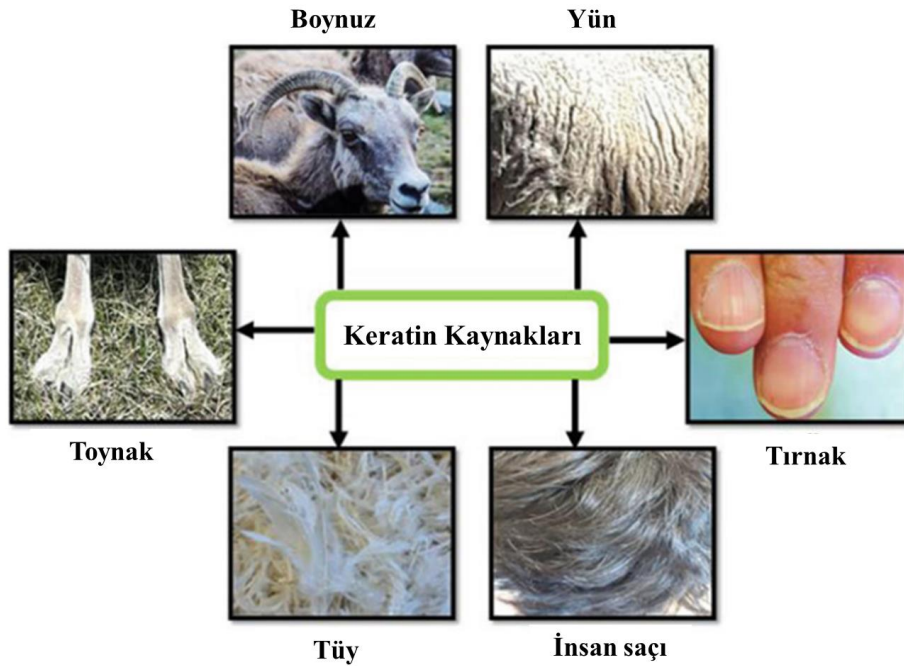 Boynuz
Yün
Keratin Kaynakları
Toynak
Tırnak
Tüy
İnsan saçı